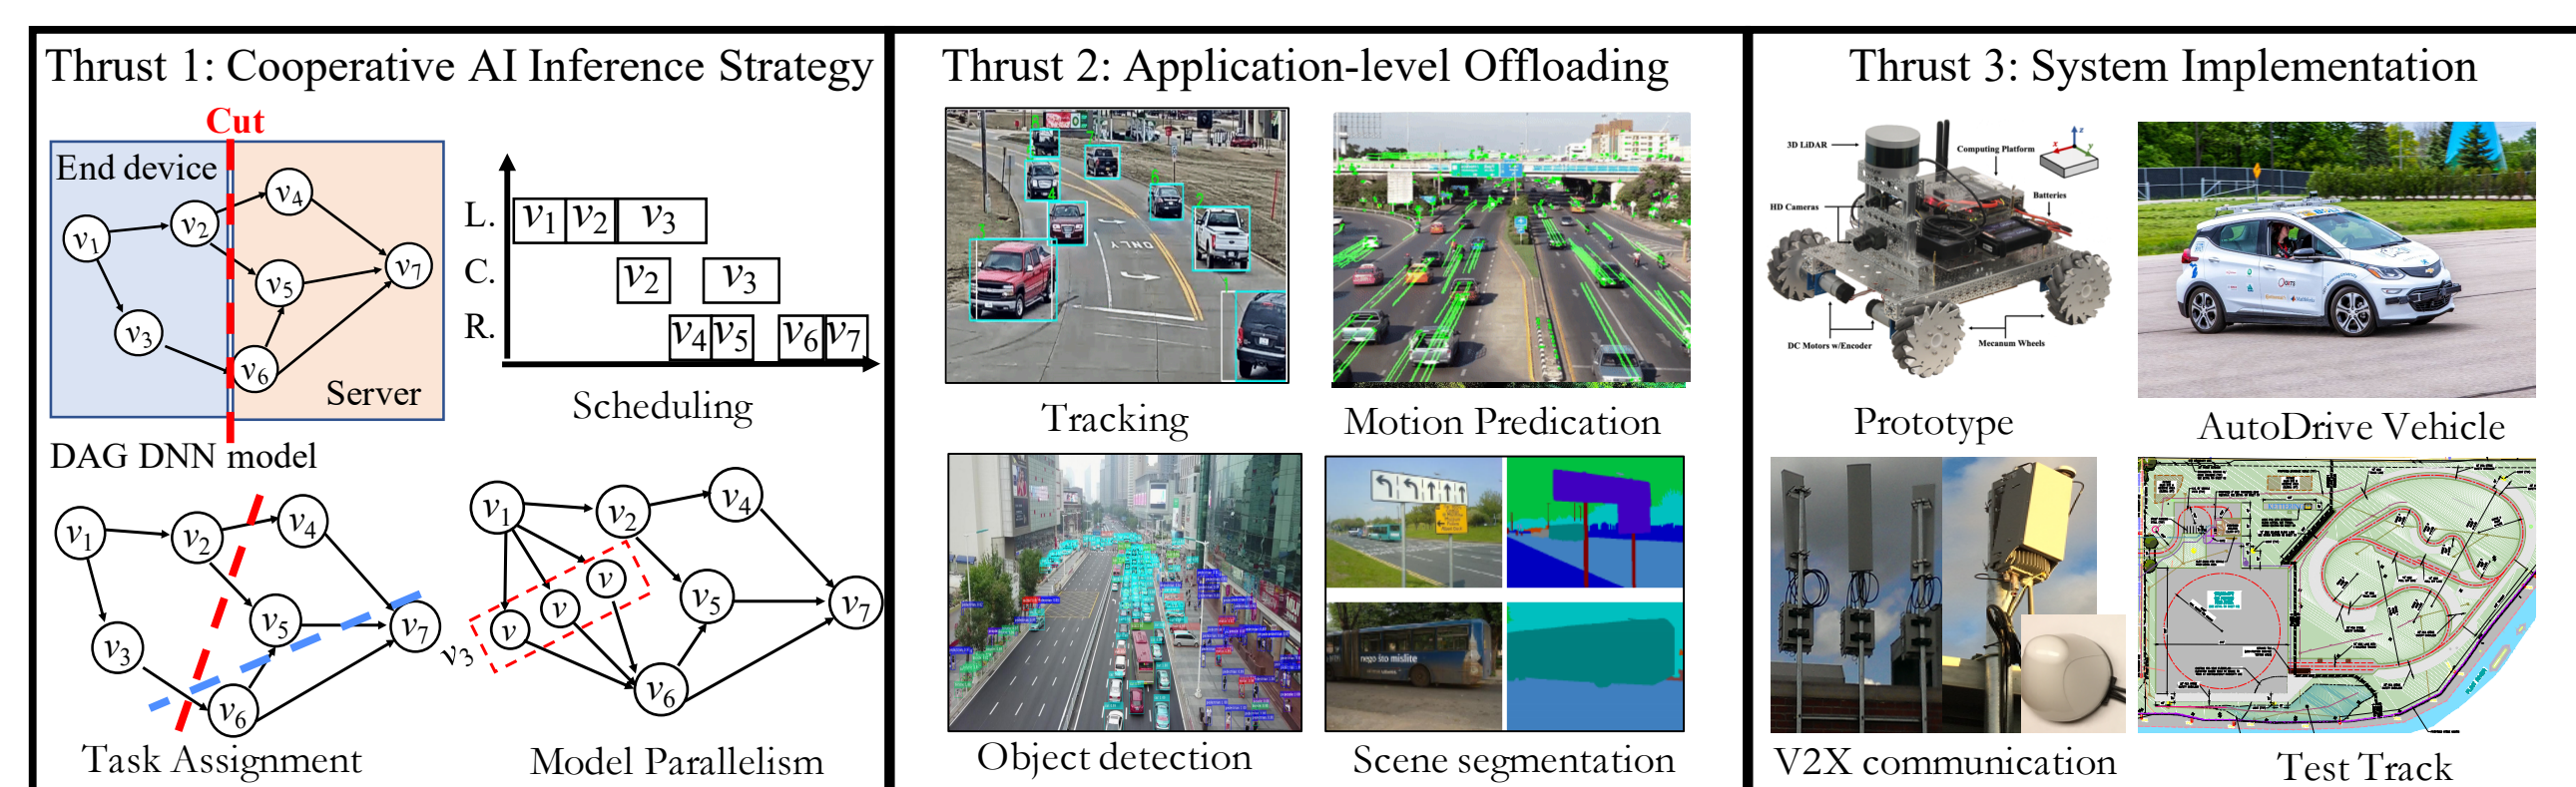 Thrust 1: Cooperative AI Inference Strategy
Cut
End device
v1
v2
v3
v4
v5
v6
v7
Server
DAG DNN model
L.
v1 v2 v3
C.
v2 v3
R.
v4 v5 v6 v7
Scheduling
v1
v2
v3
v4
v5
v6
v7
Task Assignment
v1
v2
v4
v
v
v
v3
v5
v6
v7
Model Parallelism
Thrust 2: Application-level Offloading
ONLY
Tracking
Motion Predication
Object detection
nego što mislite
Scene segmentation
Thrust 3: System Implementation
3D LiDAR
Computing Platform
z
x
y
Batteries
HD Cameras
DC Motors w/Encoder
Mecanum Wheels
Prototype
AutoDrive Vehicle
V2X communication
Test Track